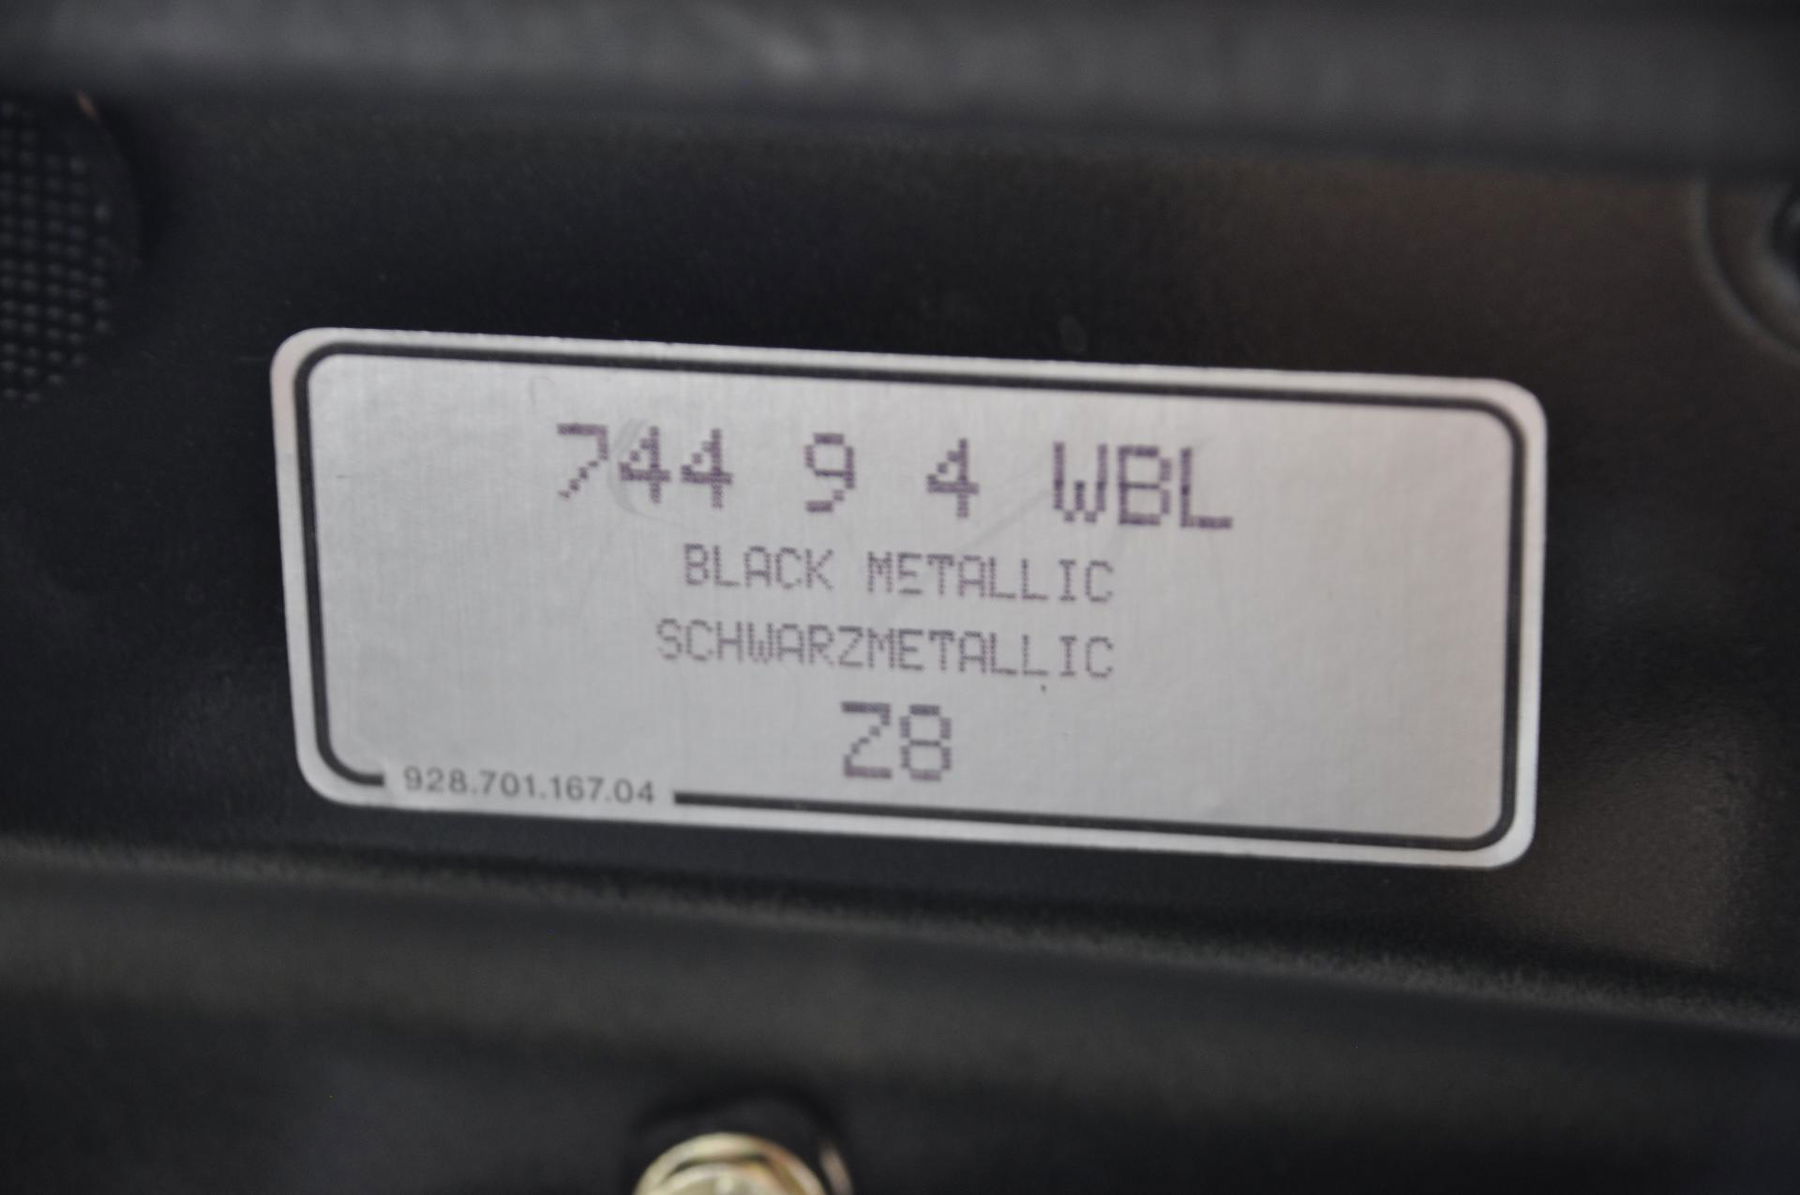 744 9 4 WBL
BLACK METALLIC
SCHWARZMETALLIC
Z8
928.701.167.04